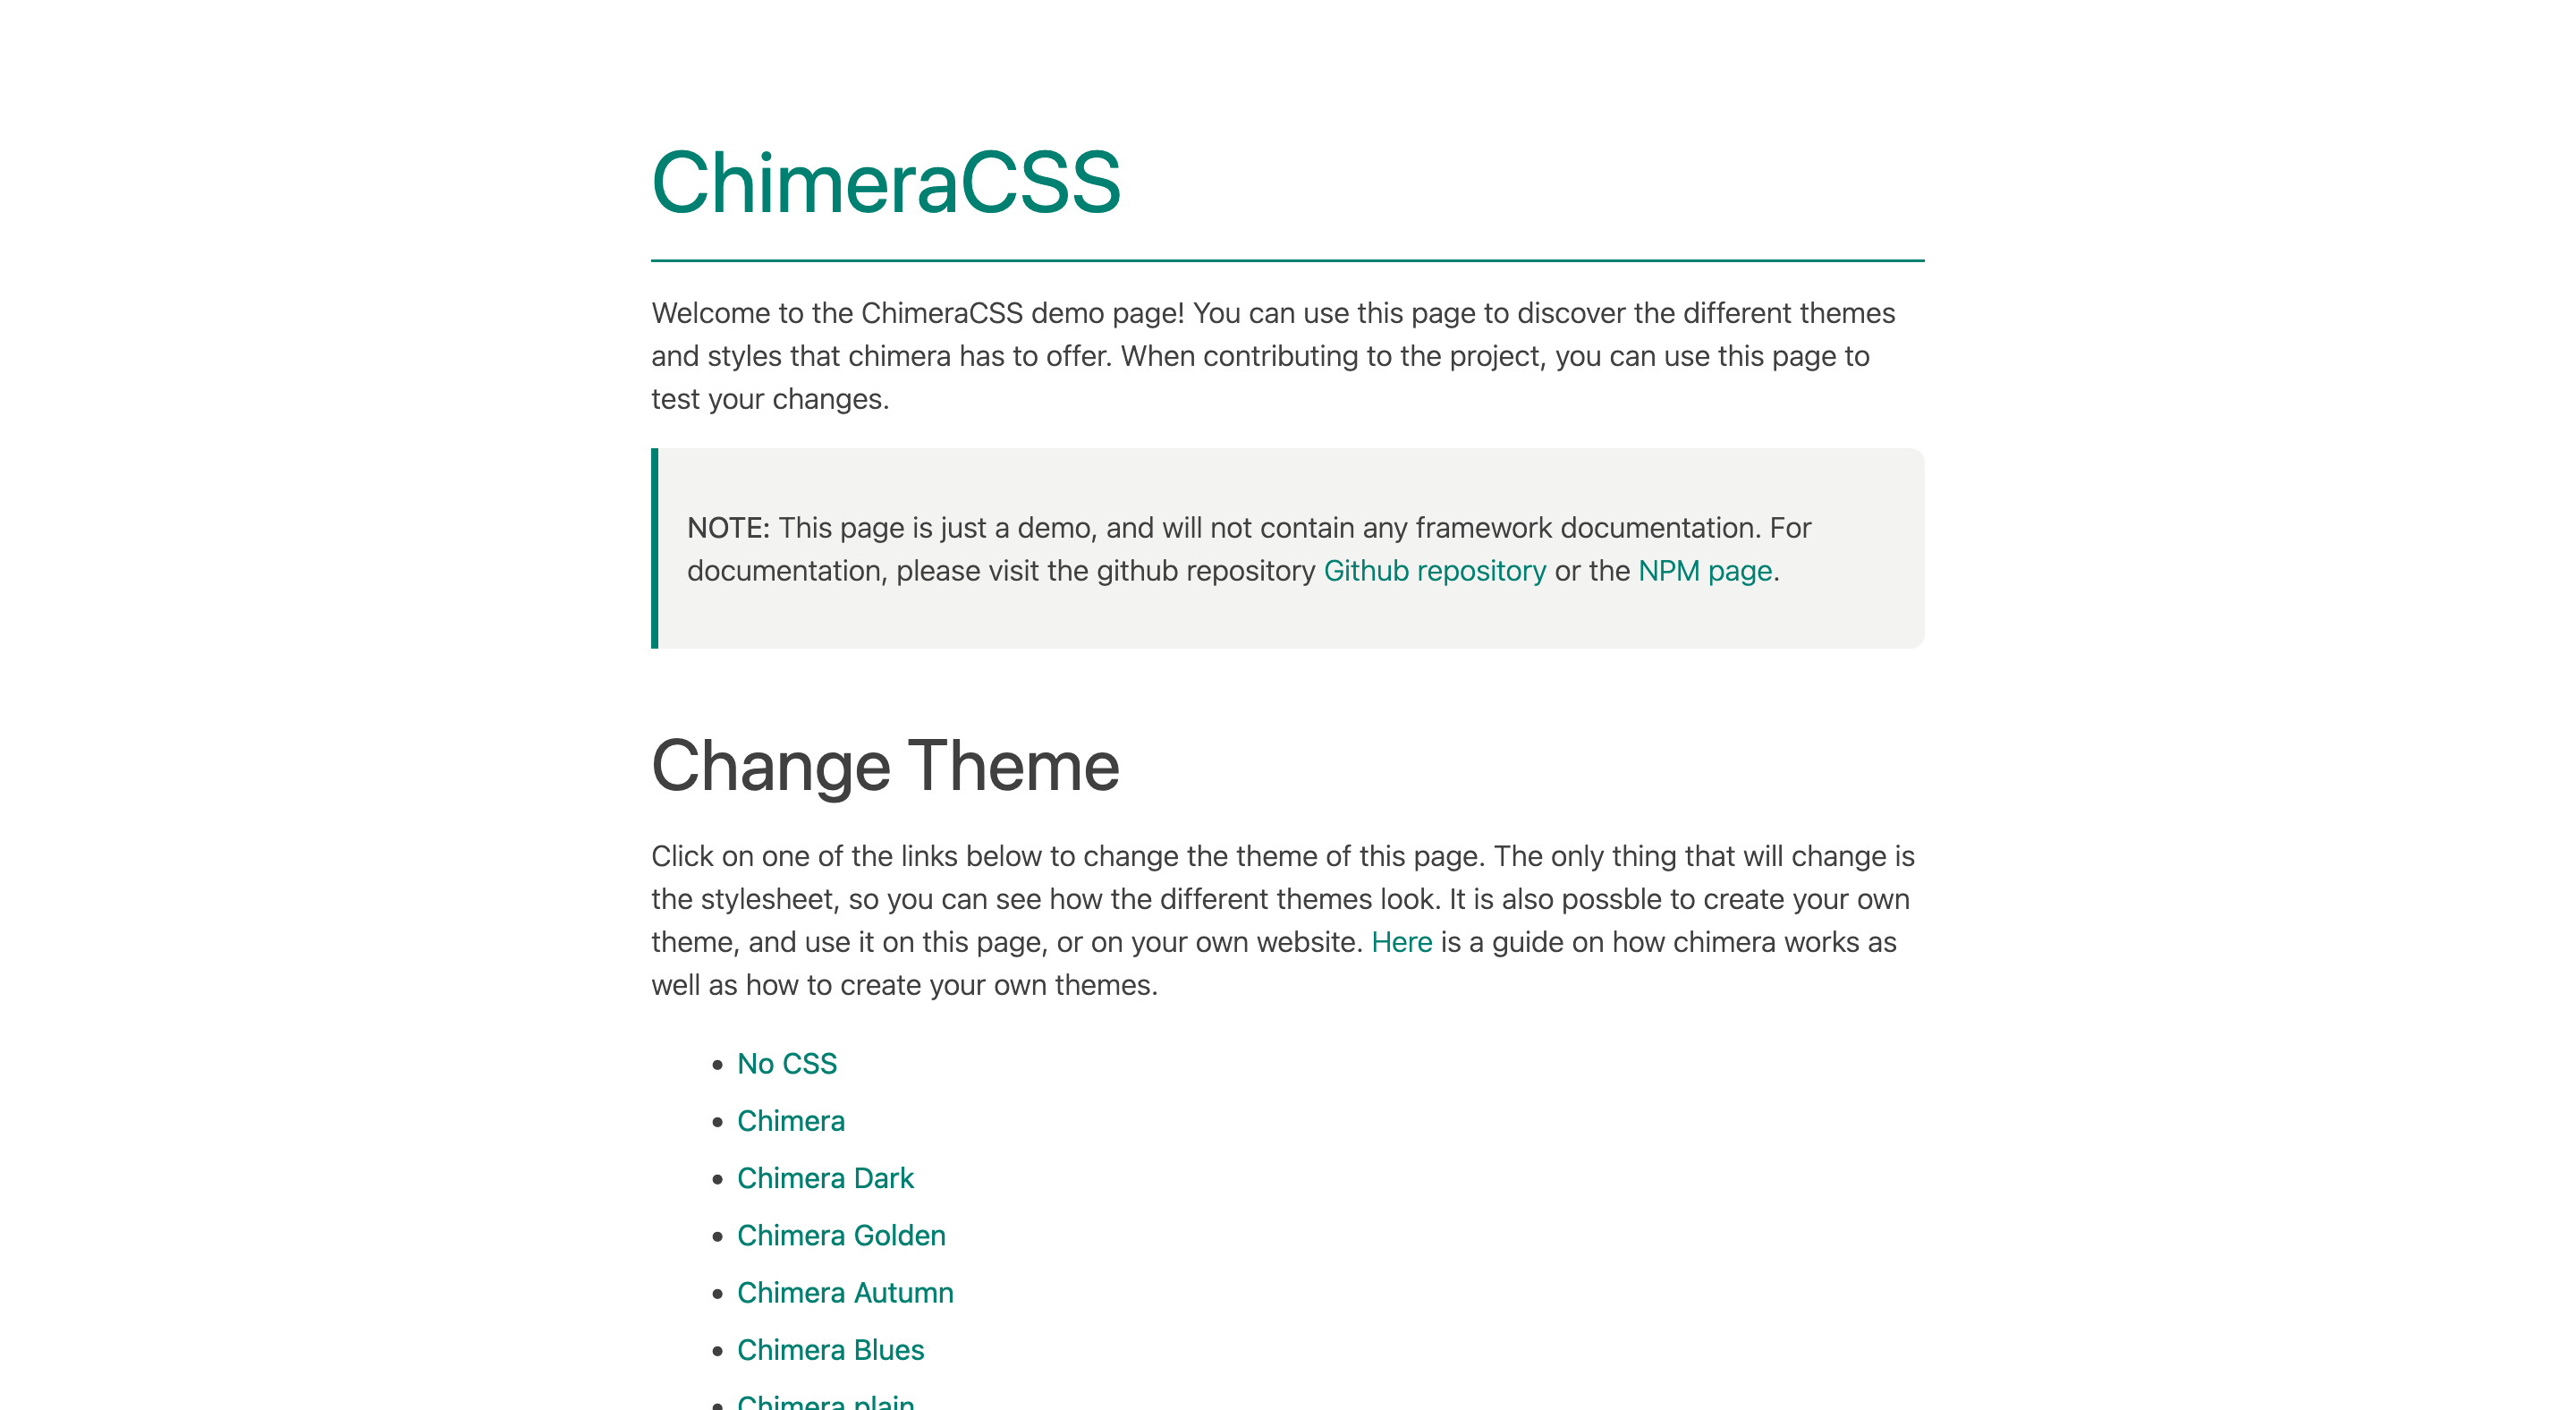 ChimeraCSS
Welcome to the ChimeraCSS demo page! You can use this page to discover the different themes
and styles that chimera has to offer. When contributing to the project, you can use this page to
test your changes.
NOTE: This page is just a demo, and will not contain any framework documentation. For
documentation, please visit the github repository Github repository or the NPM page.
Change Theme
Click on one of the links below to change the theme of this page. The only thing that will change is
the stylesheet, so you can see how the different themes look. It is also possble to create your own
theme, and use it on this page, or on your own website. Here is a guide on how chimera works as
well as how to create your own themes.
No CSS
Chimera
Chimera Dark
Chimera Golden
Chimera Autumn
Chimera Blues
Chimera plain